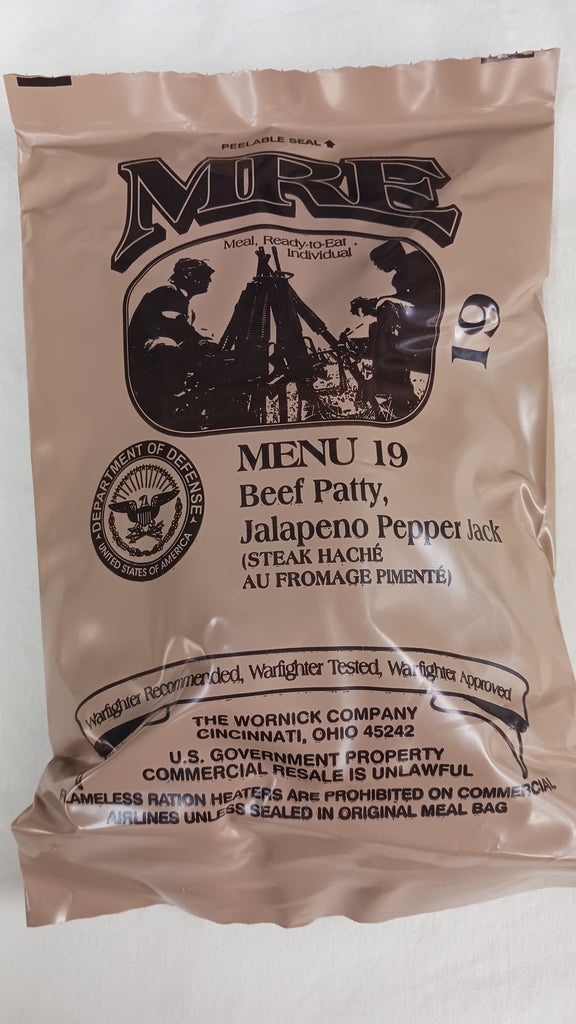 PEELABLE SEAL
MRE
Meal, Ready-to-Eat,
Individual
19
MENU 19
Beef Patty,
Jalapeno Pepper Jack
(STEAK HACHÉ
AU FROMAGE PIMENTÉ)
DEPARTMENT OF DEFENSE
UNITED STATES OF AMERICA
Warfighter Recommended, Warfighter Tested, Warfighter Approved
THE WORNICK COMPANY
CINCINNATI, OHIO 45242
U.S. GOVERNMENT PROPERTY
COMMERCIAL RESALE IS UNLAWFUL
FLAMELESS RATION HEATERS ARE PROHIBITED ON COMMERCIAL
AIRLINES UNLESS SEALED IN ORIGINAL MEAL BAG